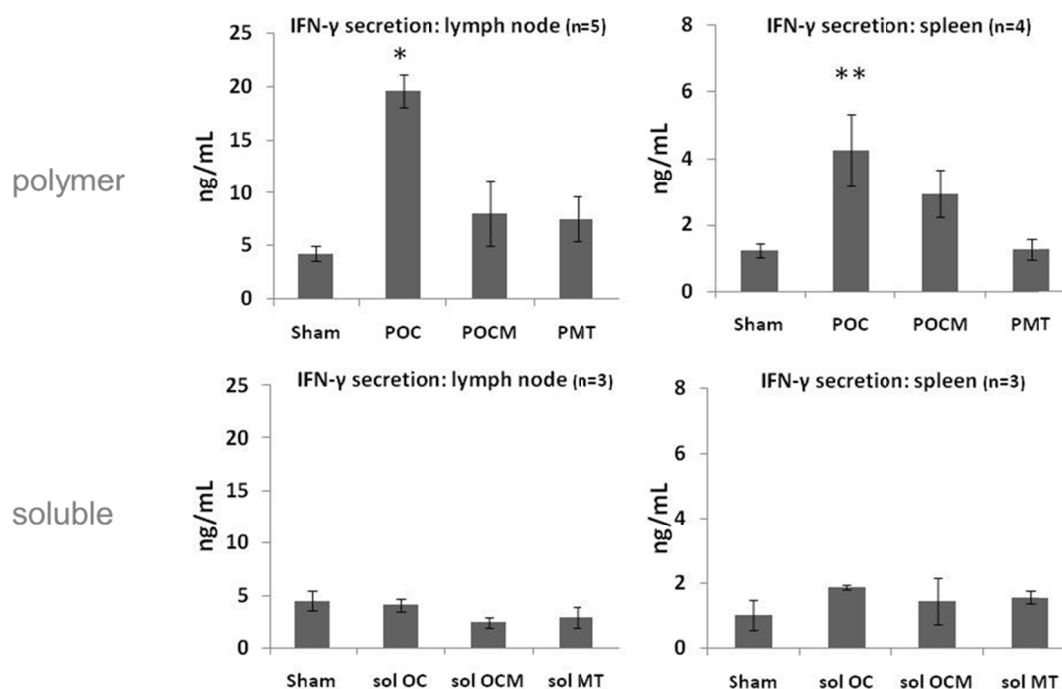 polymer
IFN-γ secretion: lymph node (n=5)
ng/mL
25
20
15
10
5
0
*
Sham POC POCM PMT
IFN-γ secretion: spleen (n=4)
ng/mL
8
6
4
2
0
**
Sham POC POCM PMT
soluble
IFN-γ secretion: lymph node (n=3)
ng/mL
25
20
15
10
5
0
Sham sol OC sol OCM sol MT
IFN-γ secretion: spleen (n=3)
ng/mL
8
6
4
2
0
Sham sol OC sol OCM sol MT